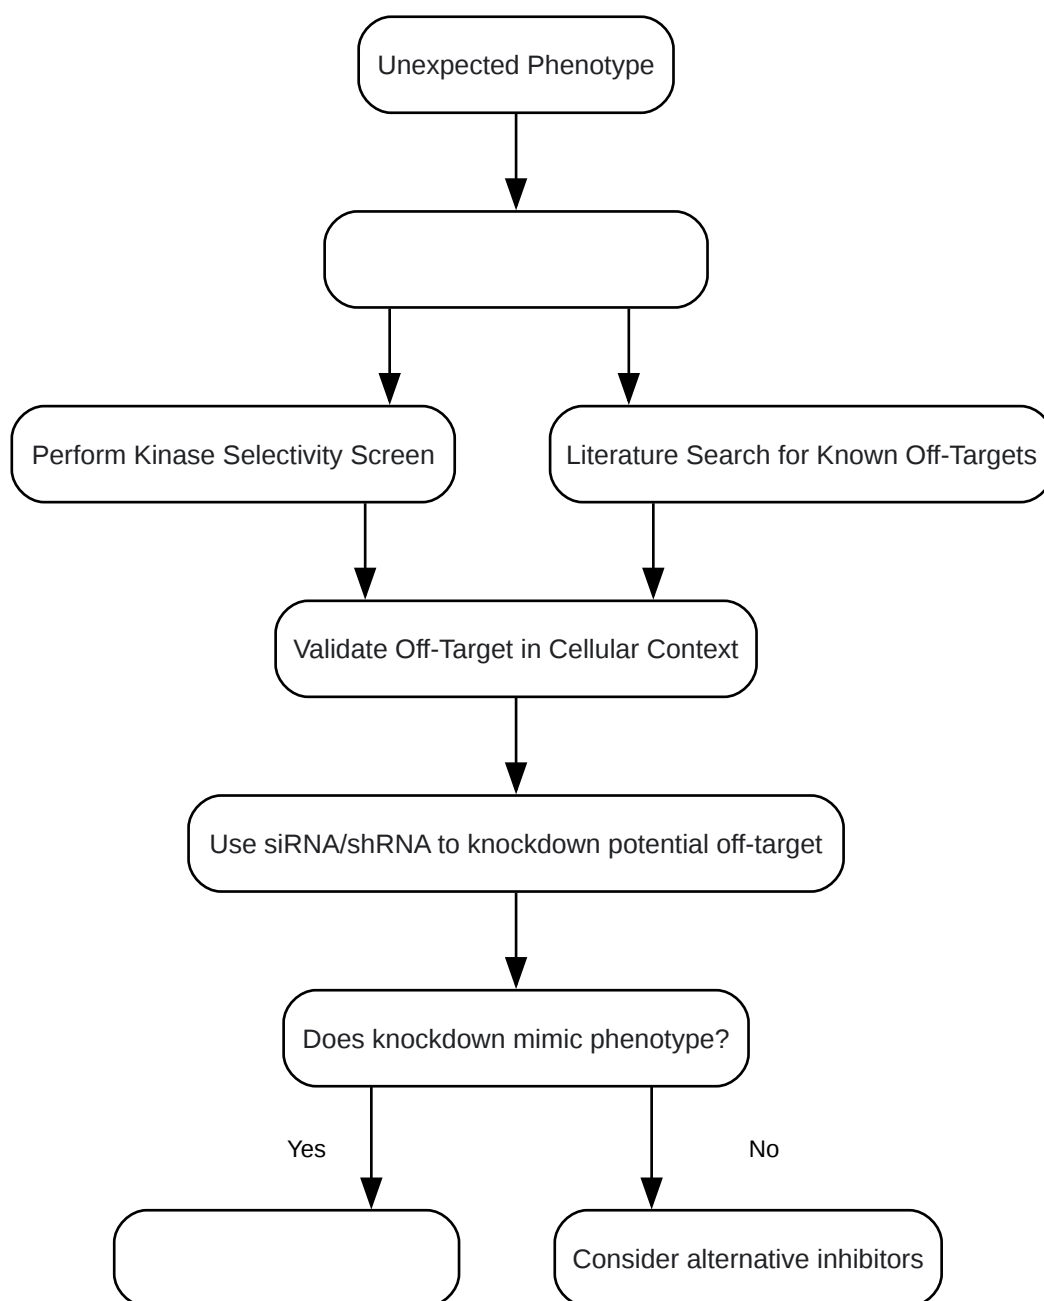 Unexpected Phenotype
Perform Kinase Selectivity Screen
Literature Search for Known Off-Targets
Validate Off-Target in Cellular Context
Use siRNA/shRNA to knockdown potential off-target
Does knockdown mimic phenotype?
Yes
No
Consider alternative inhibitors